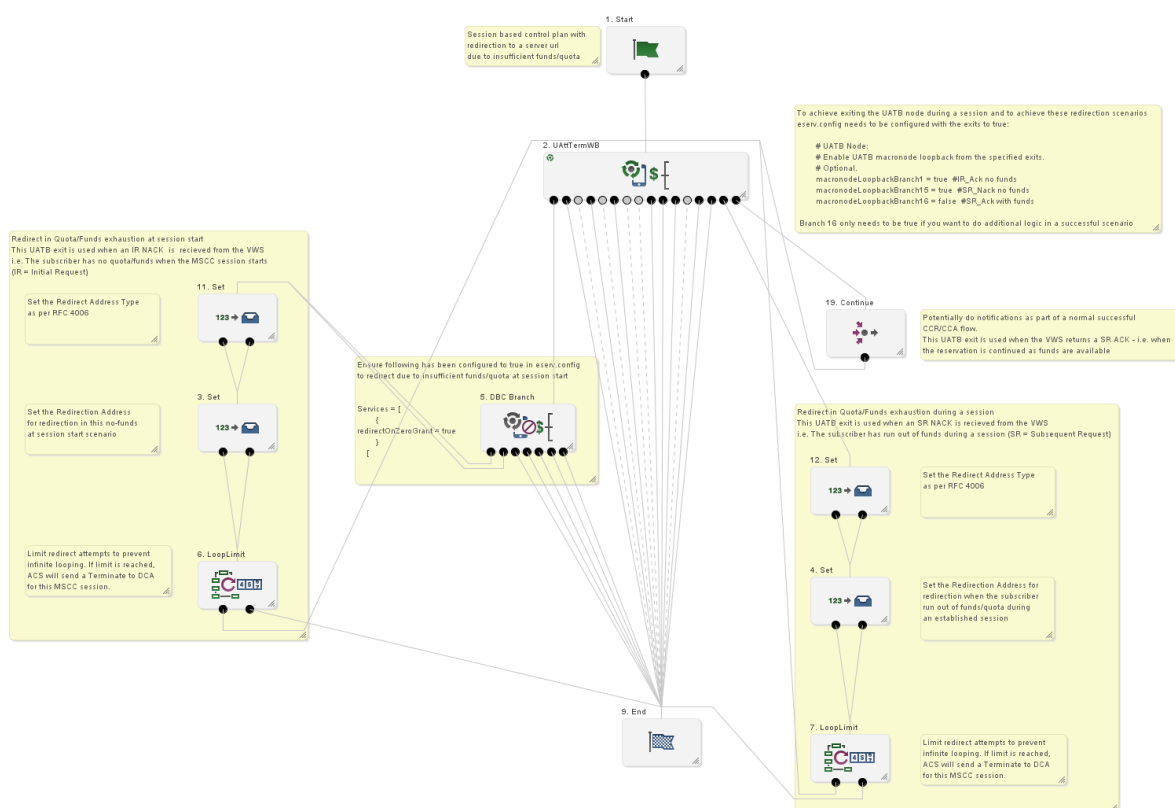 1. Start
Session based control plan with
redirection to a server url
due to insufficient funds/quota
To achieve exiting the UATB node during a session and to achieve these redirection scenarios
eserv.config needs to be configured with the exits to true:
# UATB Node:
# Enable UATB macronode loopback from the specified exits.
# Optional.
macronodeLoopbackBranch1 = true #IR_Ack no funds
macronodeLoopbackBranch15 = true #SR_Nack no funds
macronodeLoopbackBranch16 = false #SR_Ack with funds
Branch 16 only needs to be true if you want to do additional logic in a successful scenario
2. UAttTermWB
$
Redirect in Quota/Funds exhaustion at session start
This UATB exit is used when an IR NACK is recieved from the VWS
i.e. The subscriber has no quota/funds when the MSCC session starts
(IR = Initial Request)
11. Set
123
Set the Redirect Address Type
as per RFC 4006
3. Set
123
Set the Redirection Address
for redirection in this no-funds
at session start scenario
6. LoopLimit
Limit redirect attempts to prevent
infinite looping. If limit is reached,
ACS will send a Terminate to DCA
for this MSCC session.
Ensure following has been configured to true in eserv.config
to redirect due to insufficient funds/quota at session start
5. DBC Branch
$
Services = [
{
redirectOnZeroGrant = true
}
[
19. Continue
Potentially do notifications as part of a normal successful
CCR/CCA flow.
This UATB exit is used when the VWS returns a SR ACK - i.e. when
the reservation is continued as funds are available
Redirect in Quota/Funds exhaustion during a session
This UATB exit is used when an SR NACK is recieved from the VWS
i.e. The subscriber has run out of funds during a session (SR = Subsequent Request)
12. Set
123
Set the Redirect Address Type
as per RFC 4006
4. Set
123
Set the Redirection Address for
redirection when the subscriber
run out of funds/quota during
an established session
9. End
7. LoopLimit
Limit redirect attempts to prevent
infinite looping. If limit is reached,
ACS will send a Terminate to DCA
for this MSCC session.